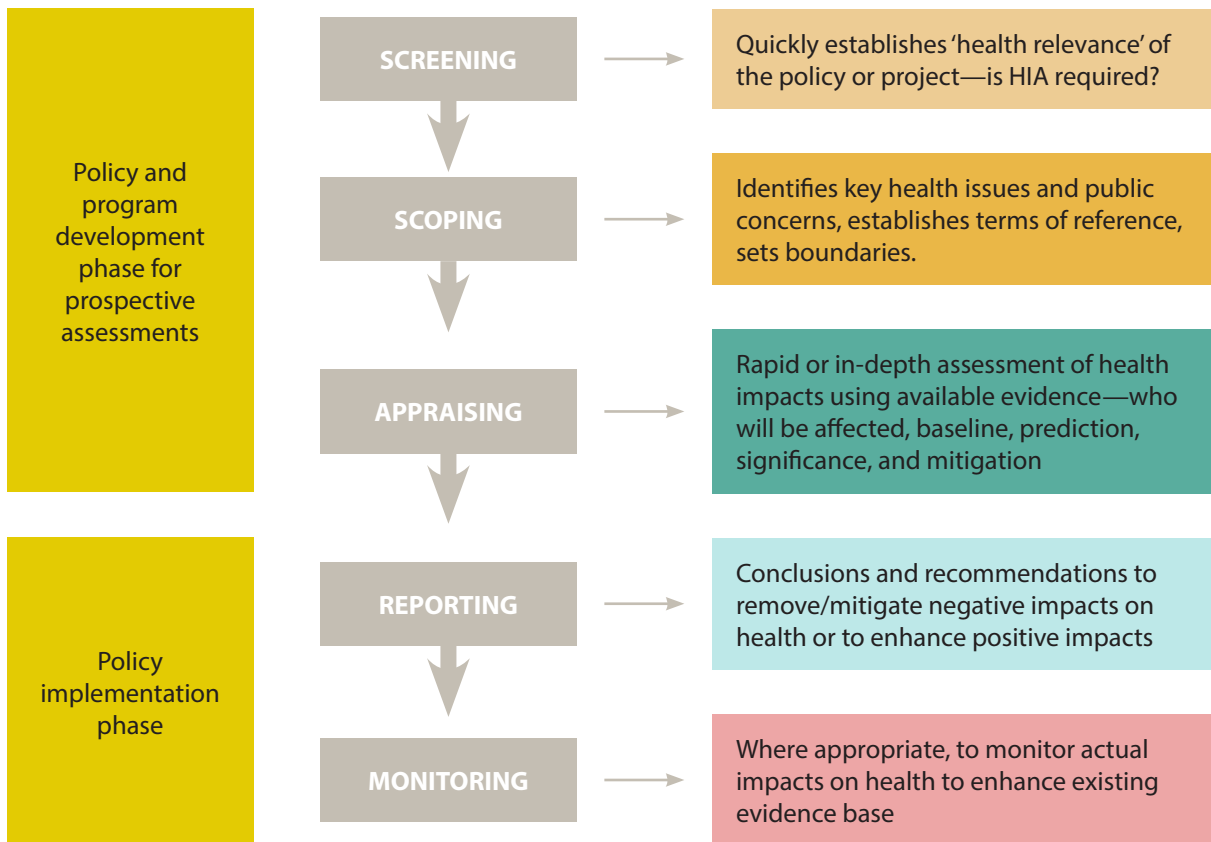 Policy and
program
development
phase for
prospective
assessments
SCREENING
Quickly establishes ‘health relevance’ of
the policy or project—is HIA required?
SCOPING
Identifies key health issues and public
concerns, establishes terms of reference,
sets boundaries.
APPRAISING
Rapid or in-depth assessment of health
impacts using available evidence—who
will be affected, baseline, prediction,
significance, and mitigation
Policy
implementation
phase
REPORTING
Conclusions and recommendations to
remove/mitigate negative impacts on
health or to enhance positive impacts
MONITORING
Where appropriate, to monitor actual
impacts on health to enhance existing
evidence base